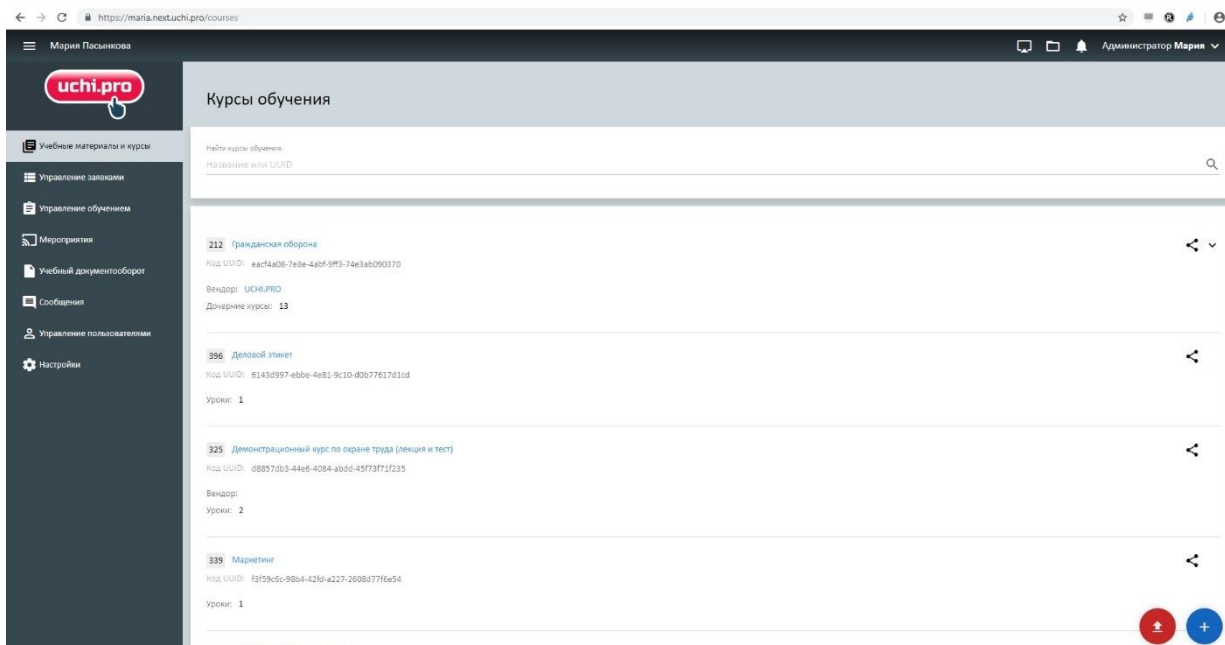 https://maria.next.uchi.pro/courses
Мария Пасынкова
Администратор Мария
uchi.pro
Курсы обучения
Учебные материалы и курсы
Управление заявками
Управление обучением
Мероприятия
Учебный документооборот
Сообщения
Управление пользователями
Настройки
Найти курсы обучения:
Название или UUID
212 Гражданская оборона
Код UUID: eacf4a08-7e8e-4abf-9ff3-74e3ab090370
Вендор: UCHI.PRO
Дочерние курсы: 13
396 Деловой этикет
Код UUID: 6143d997-ebbe-4e81-9c10-d0b77617d1cd
Уроки: 1
325 Демонстрационный курс по охране труда (лекция и тест)
Код UUID: d8857db3-44e6-4084-abdd-45f73f71f235
Вендор:
Уроки: 2
339 Маркетинг
Код UUID: f3f59c6c-98b4-42fd-a227-2608d77f6e54
Уроки: 1